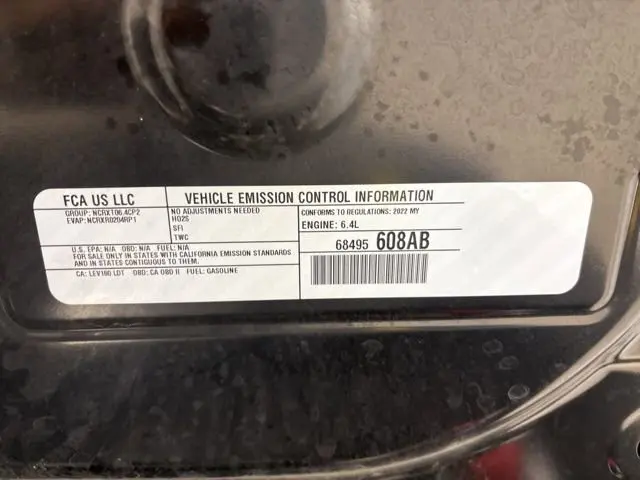 FCA US LLC
VEHICLE EMISSION CONTROL INFORMATION
GROUP: NCRXT06.4CP2
EVAP: NCRXR0204RP1
NO ADJUSTMENTS NEEDED
HO2S
SFI
TWC
CONFORMS TO REGULATIONS: 2022 MY
ENGINE: 6.4L
68495 608AB
U.S. EPA: N/A OBD: N/A FUEL: N/A
FOR SALE ONLY IN STATES WITH CALIFORNIA EMISSION STANDARDS
AND IN STATES CONTIGUOUS TO THEM.
CA: LEV160 LDT OBD: CA OBD II FUEL: GASOLINE